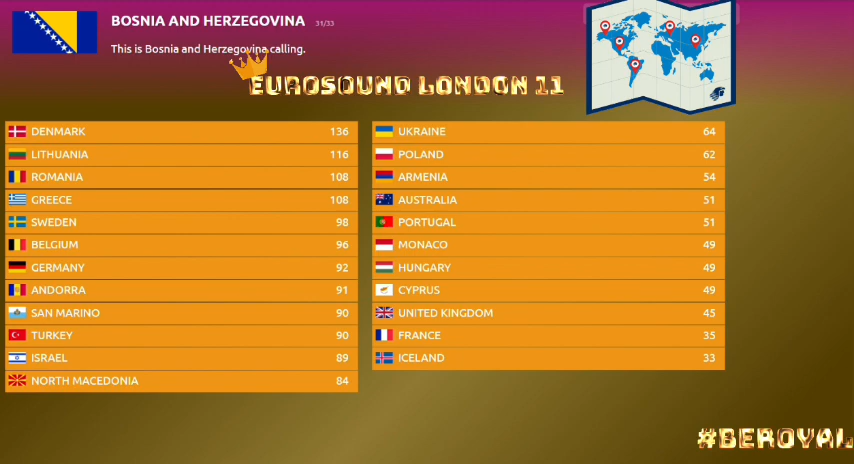 BOSNIA AND HERZEGOVINA 31/33
This is Bosnia and Herzegovina calling.
EUROSOUND LONDON 11
DENMARK 136
LITHUANIA 116
ROMANIA 108
GREECE 108
SWEDEN 98
BELGIUM 96
GERMANY 92
ANDORRA 91
SAN MARINO 90
TURKEY 90
ISRAEL 89
NORTH MACEDONIA 84
UKRAINE 64
POLAND 62
ARMENIA 54
AUSTRALIA 51
PORTUGAL 51
MONACO 49
HUNGARY 49
CYPRUS 49
UNITED KINGDOM 45
FRANCE 35
ICELAND 33
#BEROYAL